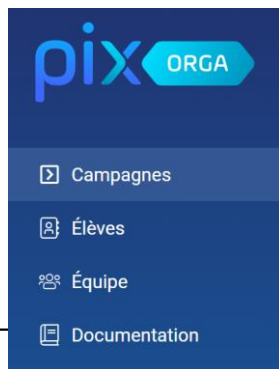 pix ORGA
Campagnes
Élèves
Équipe
Documentation